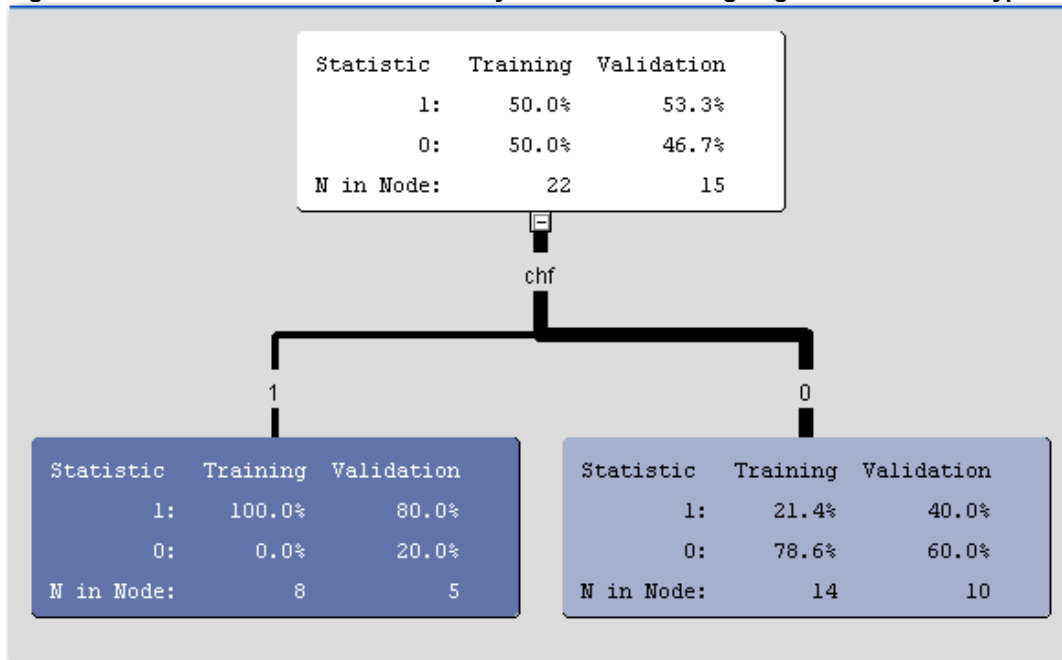 Statistic Training Validation
1: 50.0% 53.3%
0: 50.0% 46.7%
N in Node: 22 15
chf
1
0
Statistic Training Validation
1: 100.0% 80.0%
0: 0.0% 20.0%
N in Node: 8 5
Statistic Training Validation
1: 21.4% 40.0%
0: 78.6% 60.0%
N in Node: 14 10